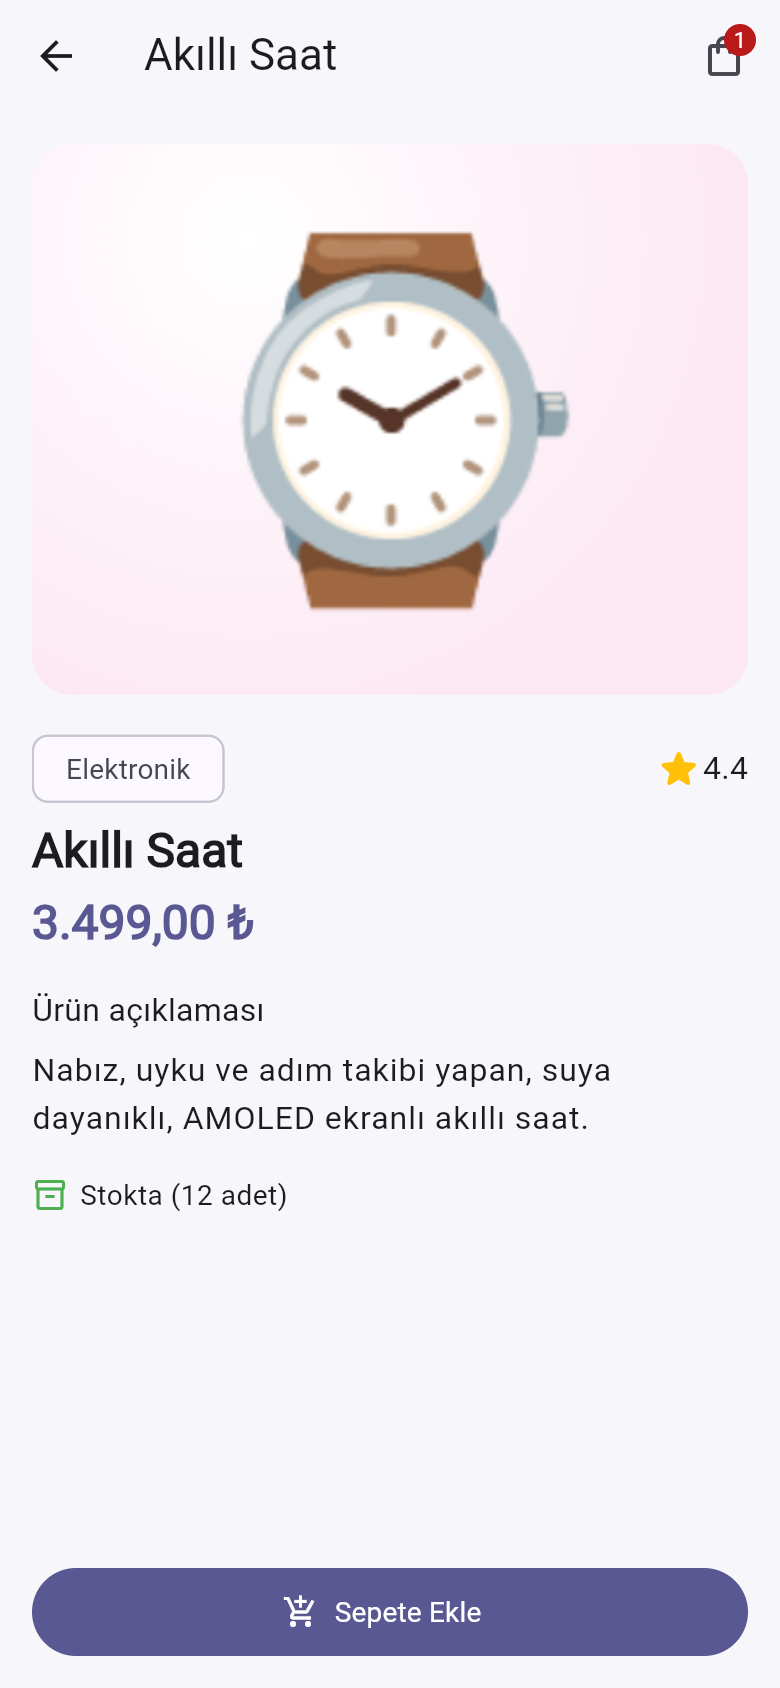 Akıllı Saat
1
Elektronik
4.4
Akıllı Saat
3.499,00 ₺
Ürün açıklaması
Nabız, uyku ve adım takibi yapan, suya
dayanıklı, AMOLED ekranlı akıllı saat.
Stokta (12 adet)
Sepete Ekle